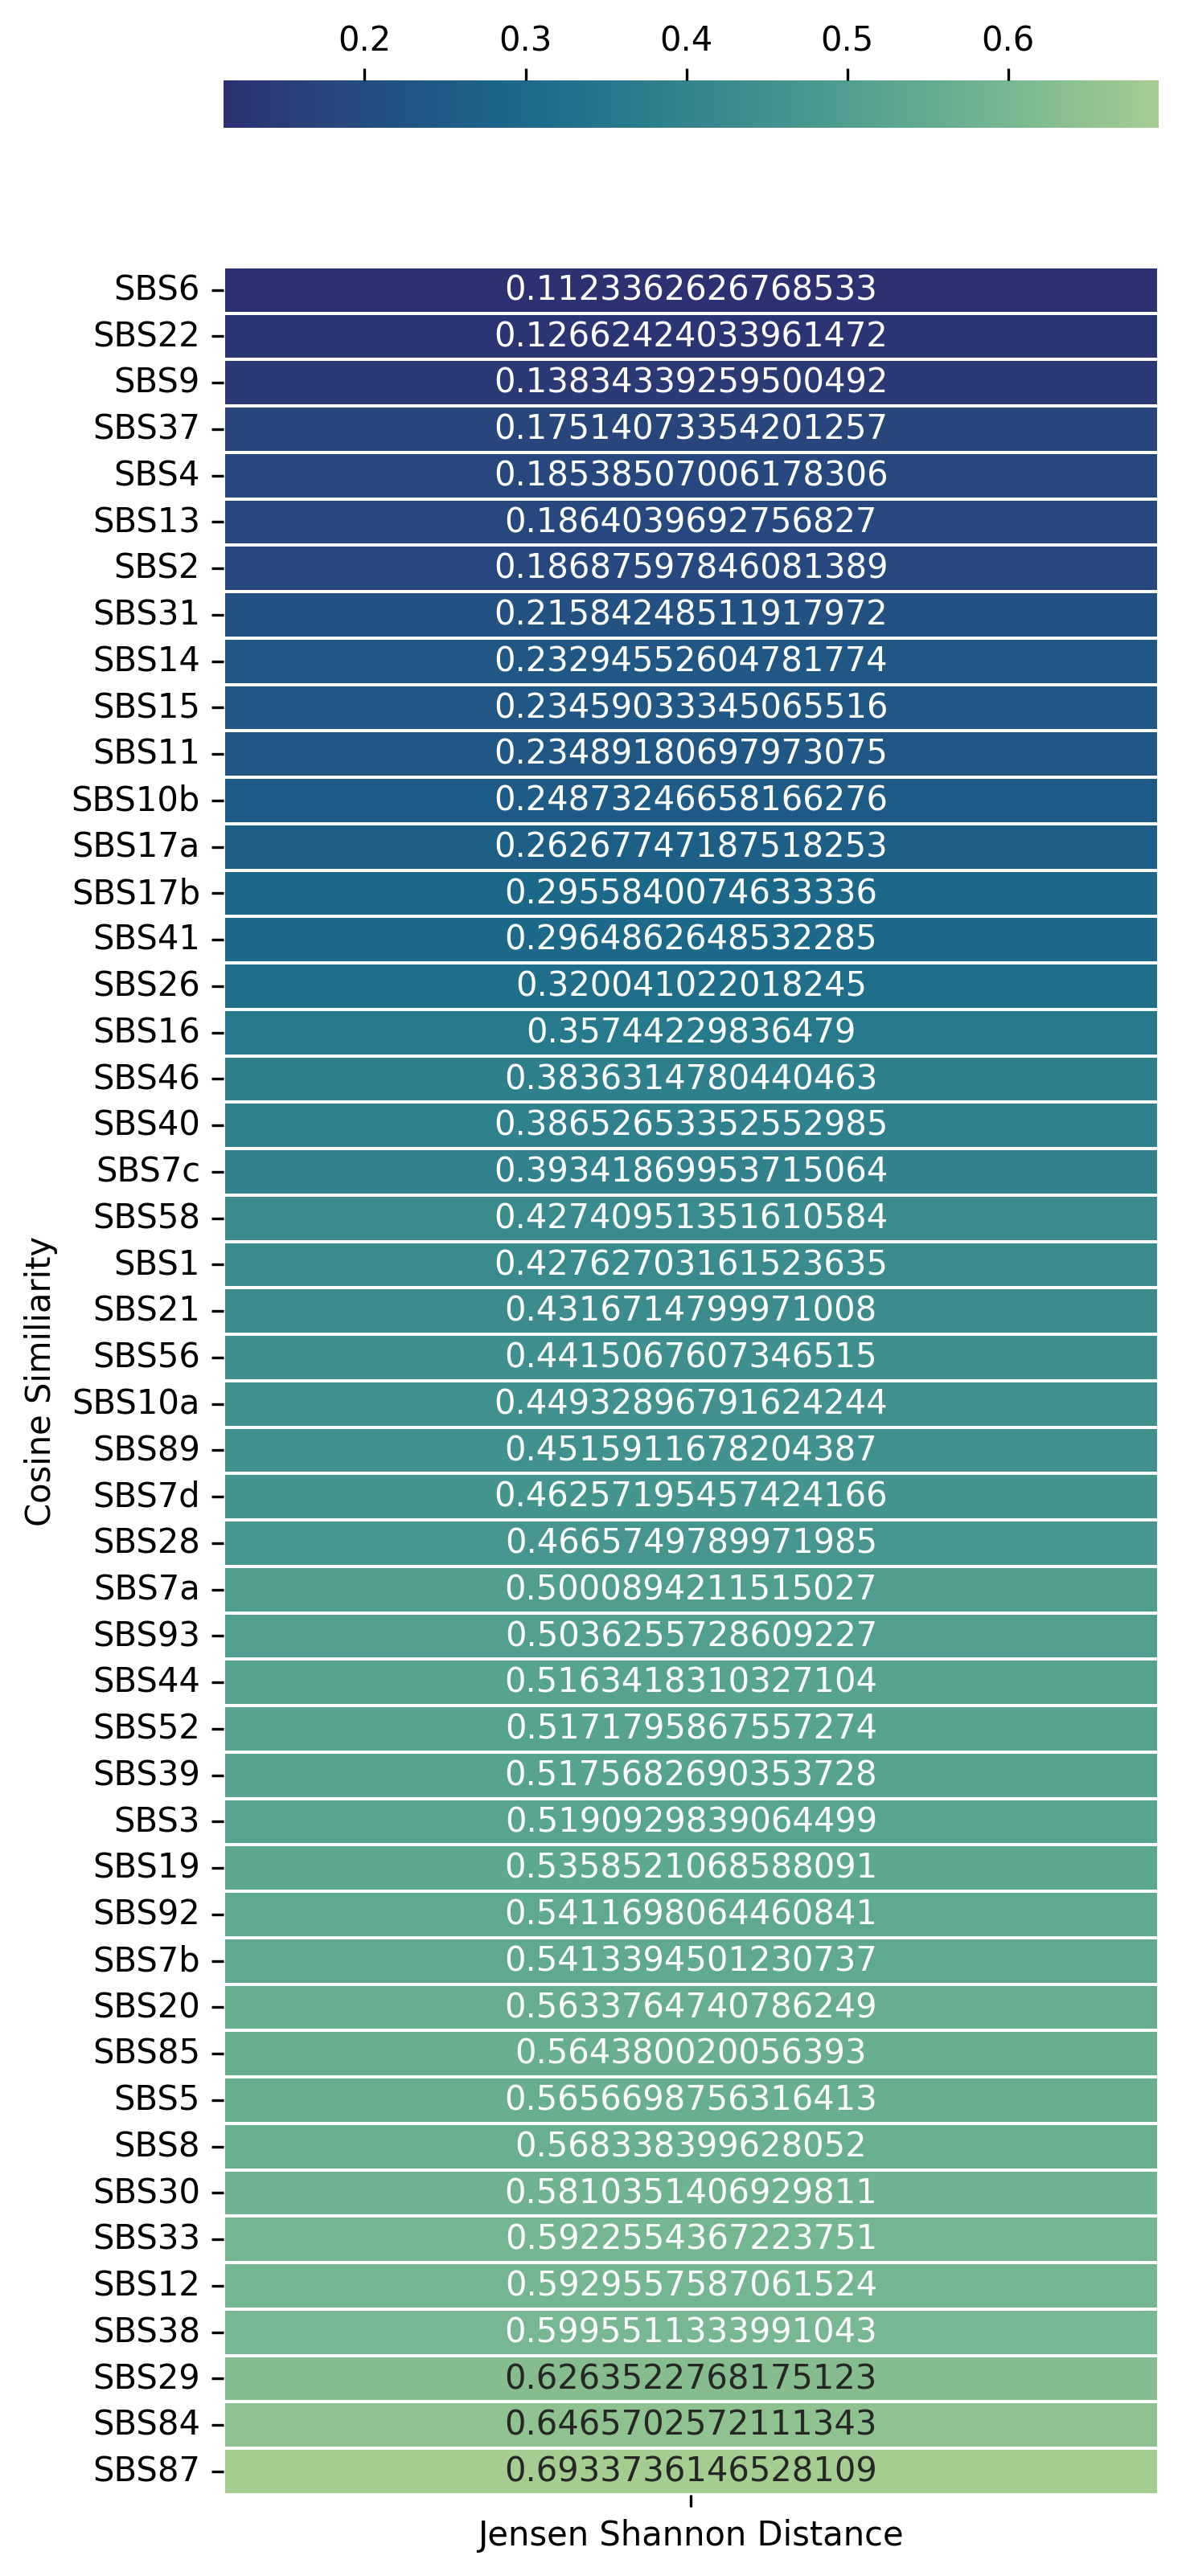 0.2 0.3 0.4 0.5 0.6
SBS6 0.1123362626768533
SBS22 0.12662424033961472
SBS9 0.13834339259500492
SBS37 0.17514073354201257
SBS4 0.18538507006178306
SBS13 0.1864039692756827
SBS2 0.18687597846081389
SBS31 0.21584248511917972
SBS14 0.23294552604781774
SBS15 0.23459033345065516
SBS11 0.23489180697973075
SBS10b 0.24873246658166276
SBS17a 0.26267747187518253
SBS17b 0.2955840074633336
SBS41 0.2964862648532285
SBS26 0.320041022018245
SBS16 0.35744229836479
SBS46 0.3836314780440463
SBS40 0.38652653352552985
SBS7c 0.39341869953715064
SBS58 0.42740951351610584
SBS1 0.42762703161523635
SBS21 0.4316714799971008
SBS56 0.4415067607346515
SBS10a 0.44932896791624244
SBS89 0.4515911678204387
SBS7d 0.46257195457424166
SBS28 0.4665749789971985
SBS7a 0.5000894211515027
SBS93 0.5036255728609227
SBS44 0.5163418310327104
SBS52 0.5171795867557274
SBS39 0.5175682690353728
SBS3 0.5190929839064499
SBS19 0.5358521068588091
SBS92 0.5411698064460841
SBS7b 0.5413394501230737
SBS20 0.5633764740786249
SBS85 0.564380020056393
SBS5 0.5656698756316413
SBS8 0.568338399628052
SBS30 0.5810351406929811
SBS33 0.5922554367223751
SBS12 0.5929557587061524
SBS38 0.5995511333991043
SBS29 0.6263522768175123
SBS84 0.6465702572111343
SBS87 0.6933736146528109
Cosine Similiarity
Jensen Shannon Distance